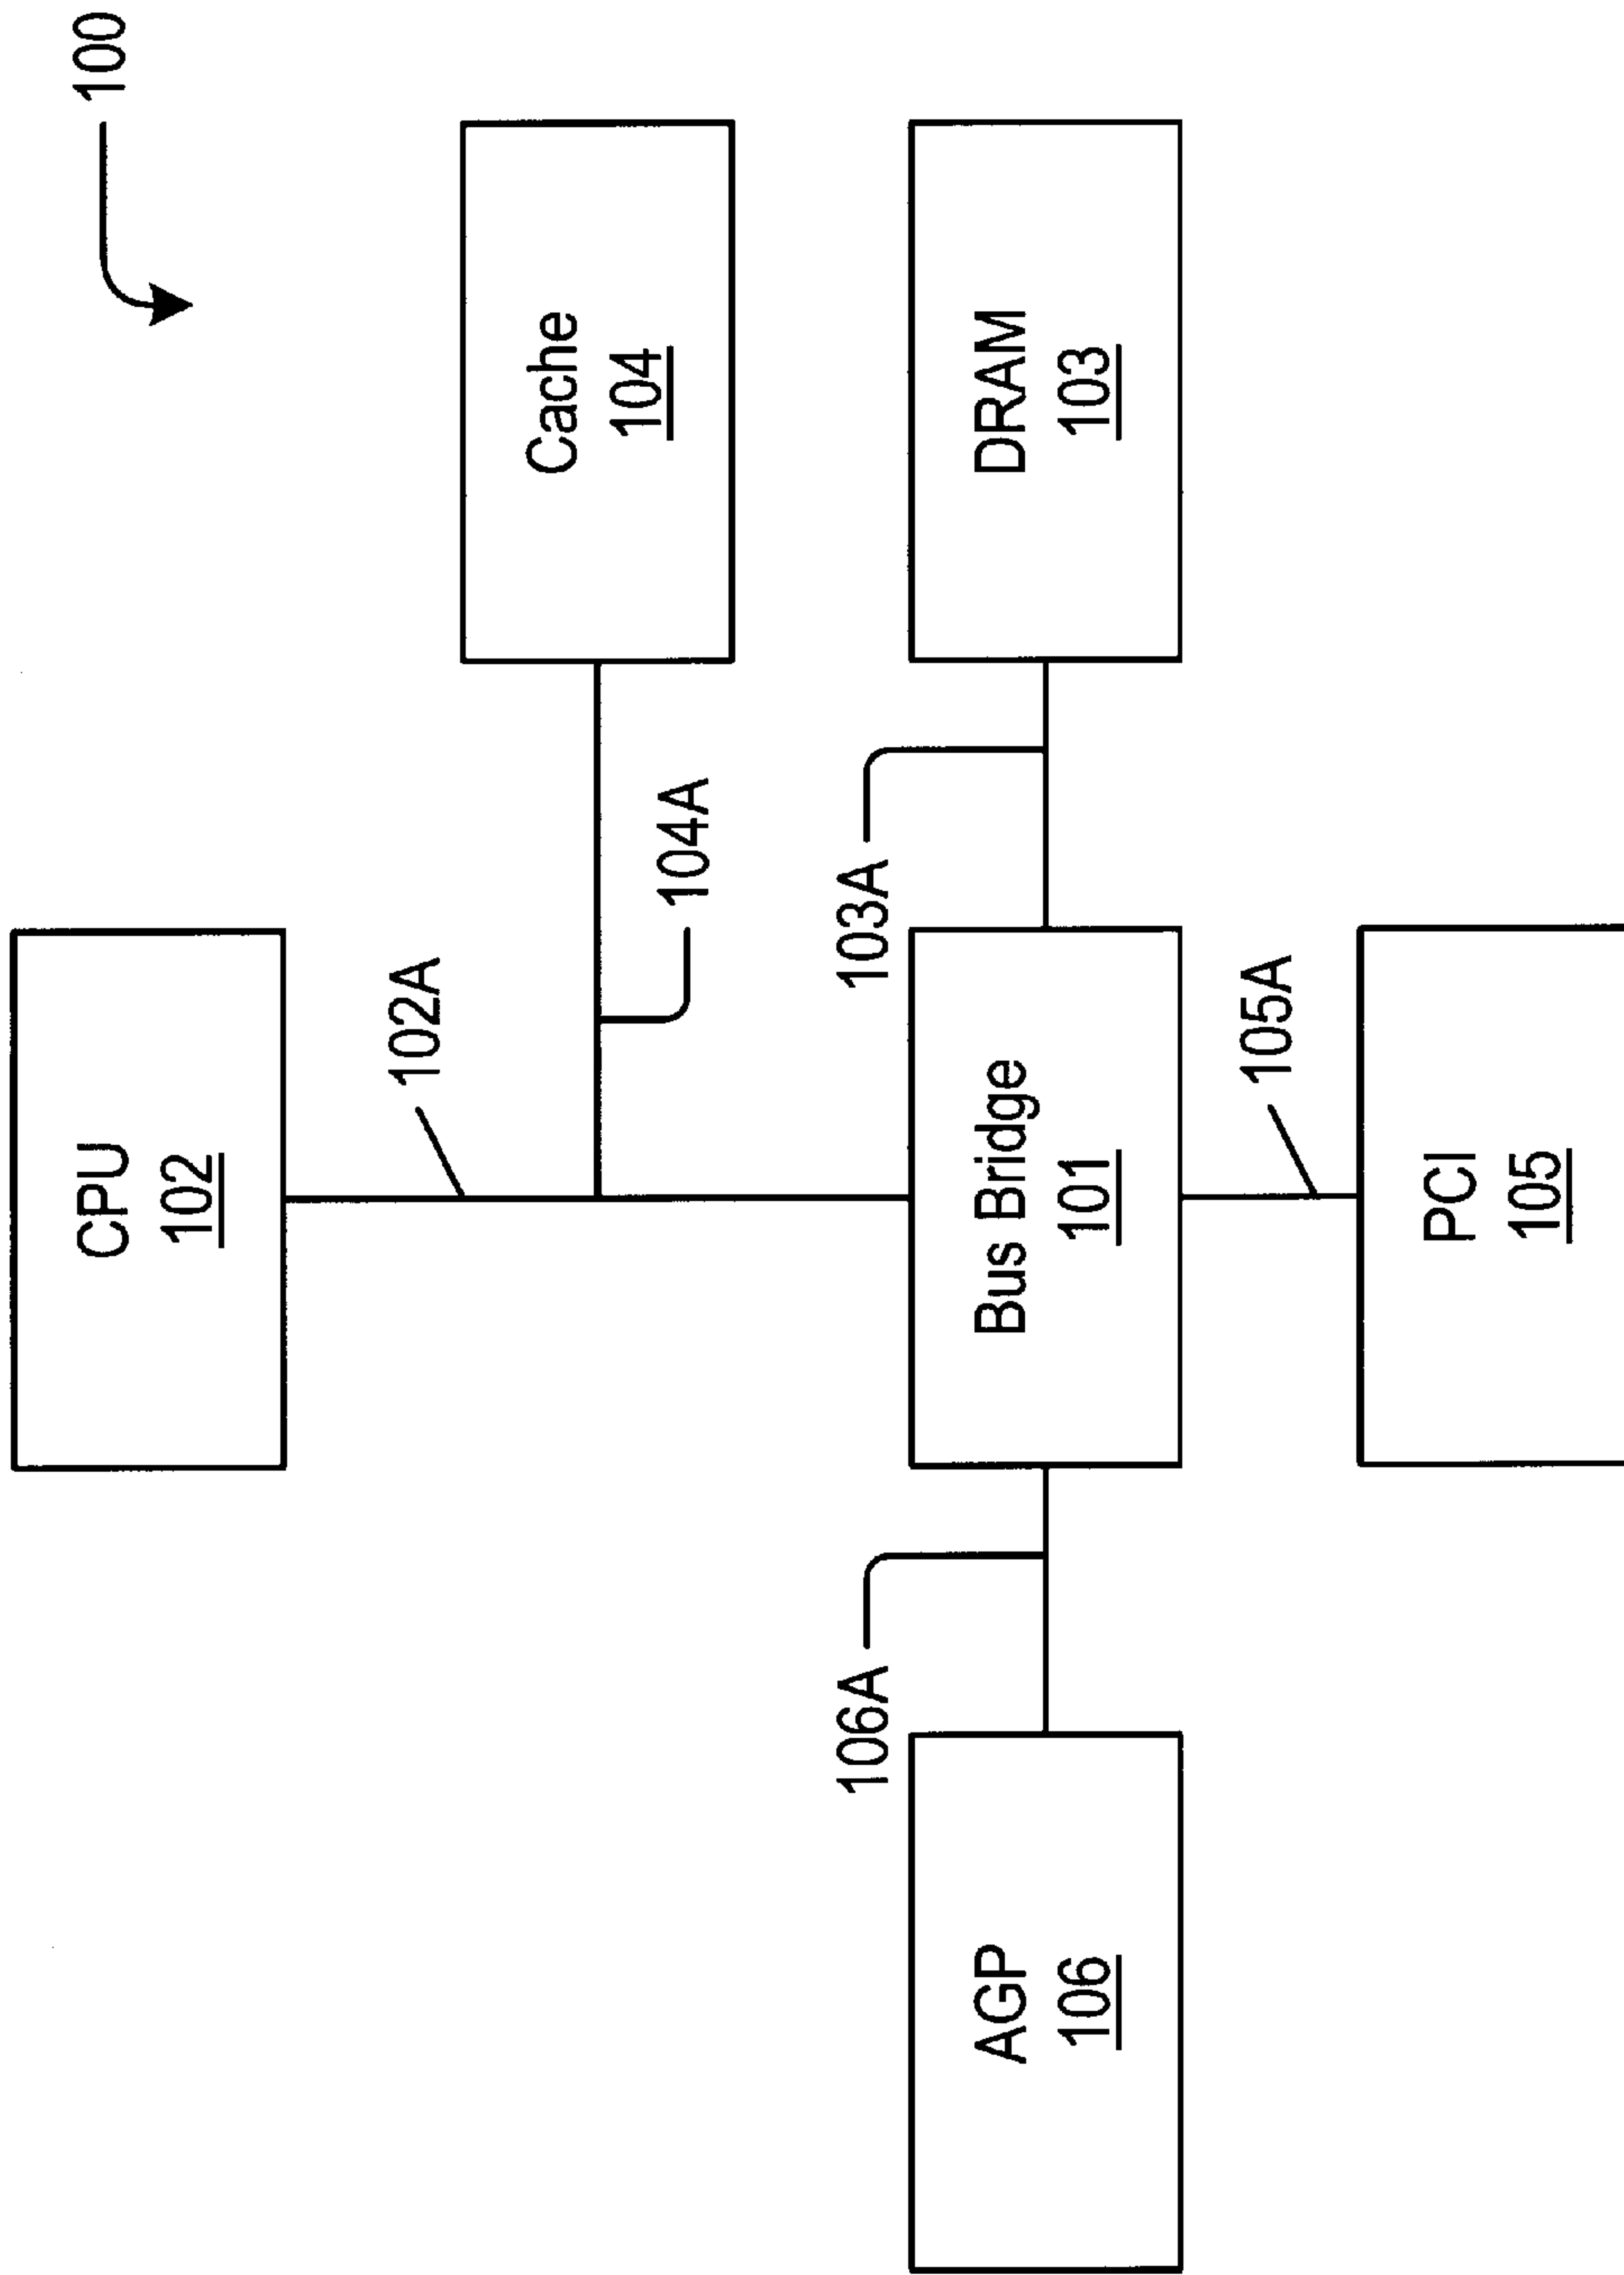 100
CPU
102
102A
Cache
104
104A
103A
106A
AGP
106
Bus Bridge
101
DRAM
103
105A
PCI
105